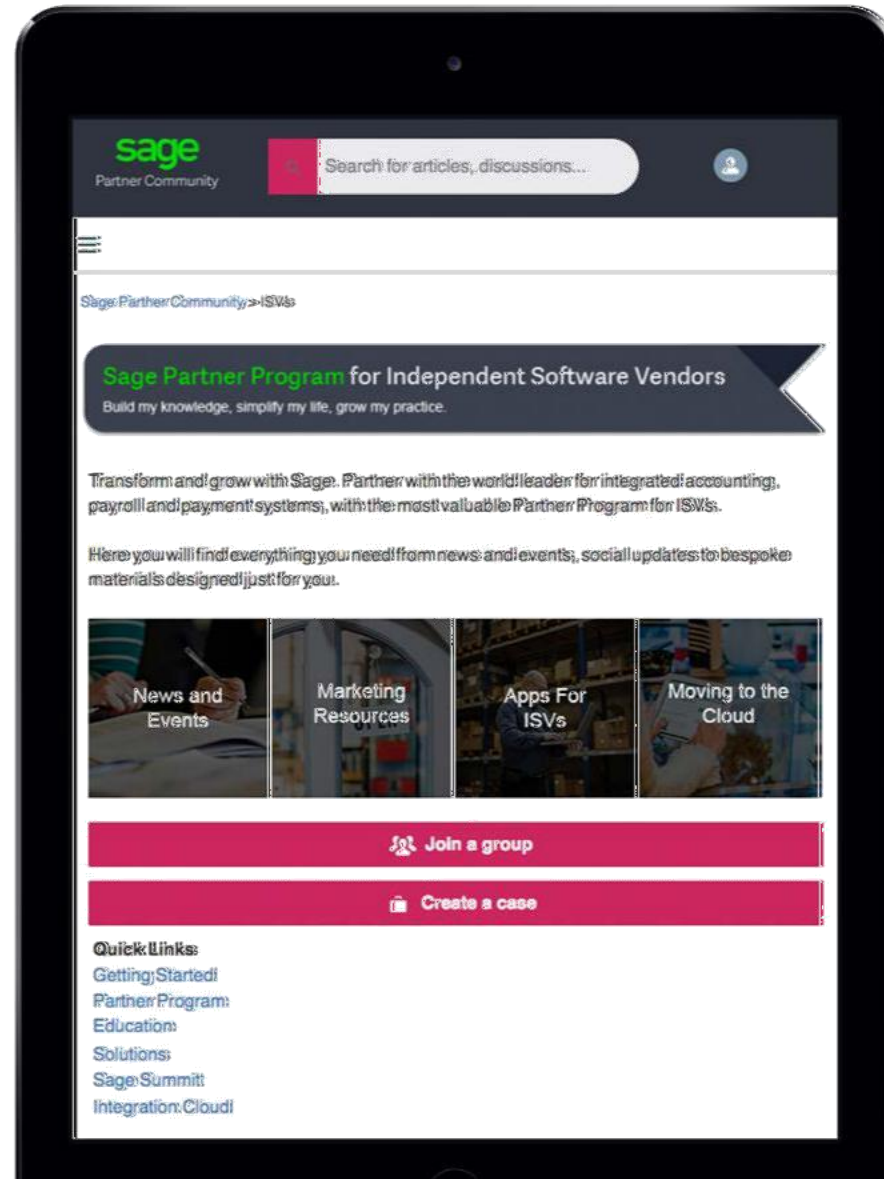 sage
Partner Community
Search for articles, discussions...
Sage Partner Community > ISVs
Sage Partner Program for Independent Software Vendors
Build my knowledge, simplify my life, grow my practice.
Transform and grow with Sage. Partner with the world leader for integrated accounting,
payroll and payment systems, with the most valuable Partner Program for ISVs.
Here you will find everything you need from news and events, social updates to bespoke
materials designed just for you.
News and
Events
Marketing
Resources
Apps For
ISVs
Moving to the
Cloud
Join a group
Create a case
Quick Links
Getting Started
Partner Program
Education
Solutions
Sage Summit
Integration Cloud